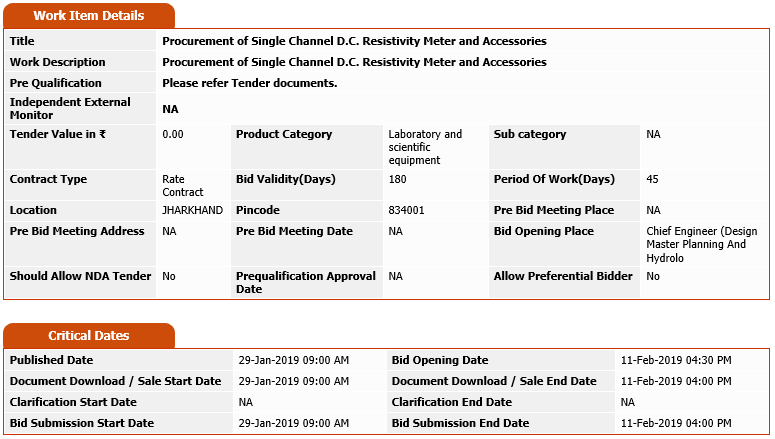 Work Item Details
Title Procurement of Single Channel D.C. Resistivity Meter and Accessories
Work Description Procurement of Single Channel D.C. Resistivity Meter and Accessories
Pre Qualification Please refer Tender documents.
Independent External
Monitor NA
Tender Value in ₹ 0.00 Product Category Laboratory and
scientific
equipment Sub category NA
Contract Type Rate
Contract Bid Validity(Days) 180 Period Of Work(Days) 45
Location JHARKHAND Pincode 834001 Pre Bid Meeting Place NA
Pre Bid Meeting Address NA Pre Bid Meeting Date NA Bid Opening Place Chief Engineer (Design
Master Planning And
Hydrolo
Should Allow NDA Tender No Prequalification Approval
Date NA Allow Preferential Bidder No
Critical Dates
Published Date 29-Jan-2019 09:00 AM Bid Opening Date 11-Feb-2019 04:30 PM
Document Download / Sale Start Date 29-Jan-2019 09:00 AM Document Download / Sale End Date 11-Feb-2019 04:00 PM
Clarification Start Date NA Clarification End Date NA
Bid Submission Start Date 29-Jan-2019 09:00 AM Bid Submission End Date 11-Feb-2019 04:00 PM